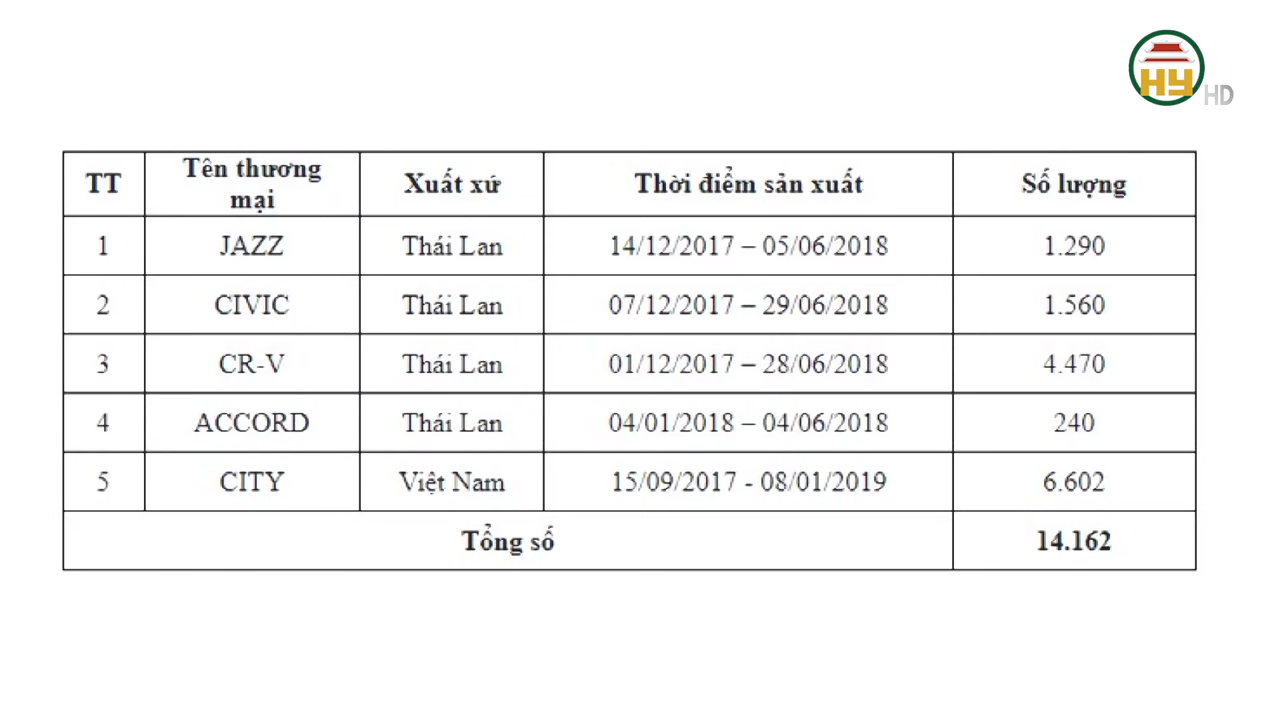 HY HD
TT Tên thương mại Xuất xứ Thời điểm sản xuất Số lượng
1 JAZZ Thái Lan 14/12/2017 – 05/06/2018 1.290
2 CIVIC Thái Lan 07/12/2017 – 29/06/2018 1.560
3 CR-V Thái Lan 01/12/2017 – 28/06/2018 4.470
4 ACCORD Thái Lan 04/01/2018 – 04/06/2018 240
5 CITY Việt Nam 15/09/2017 - 08/01/2019 6.602
Tổng số 14.162